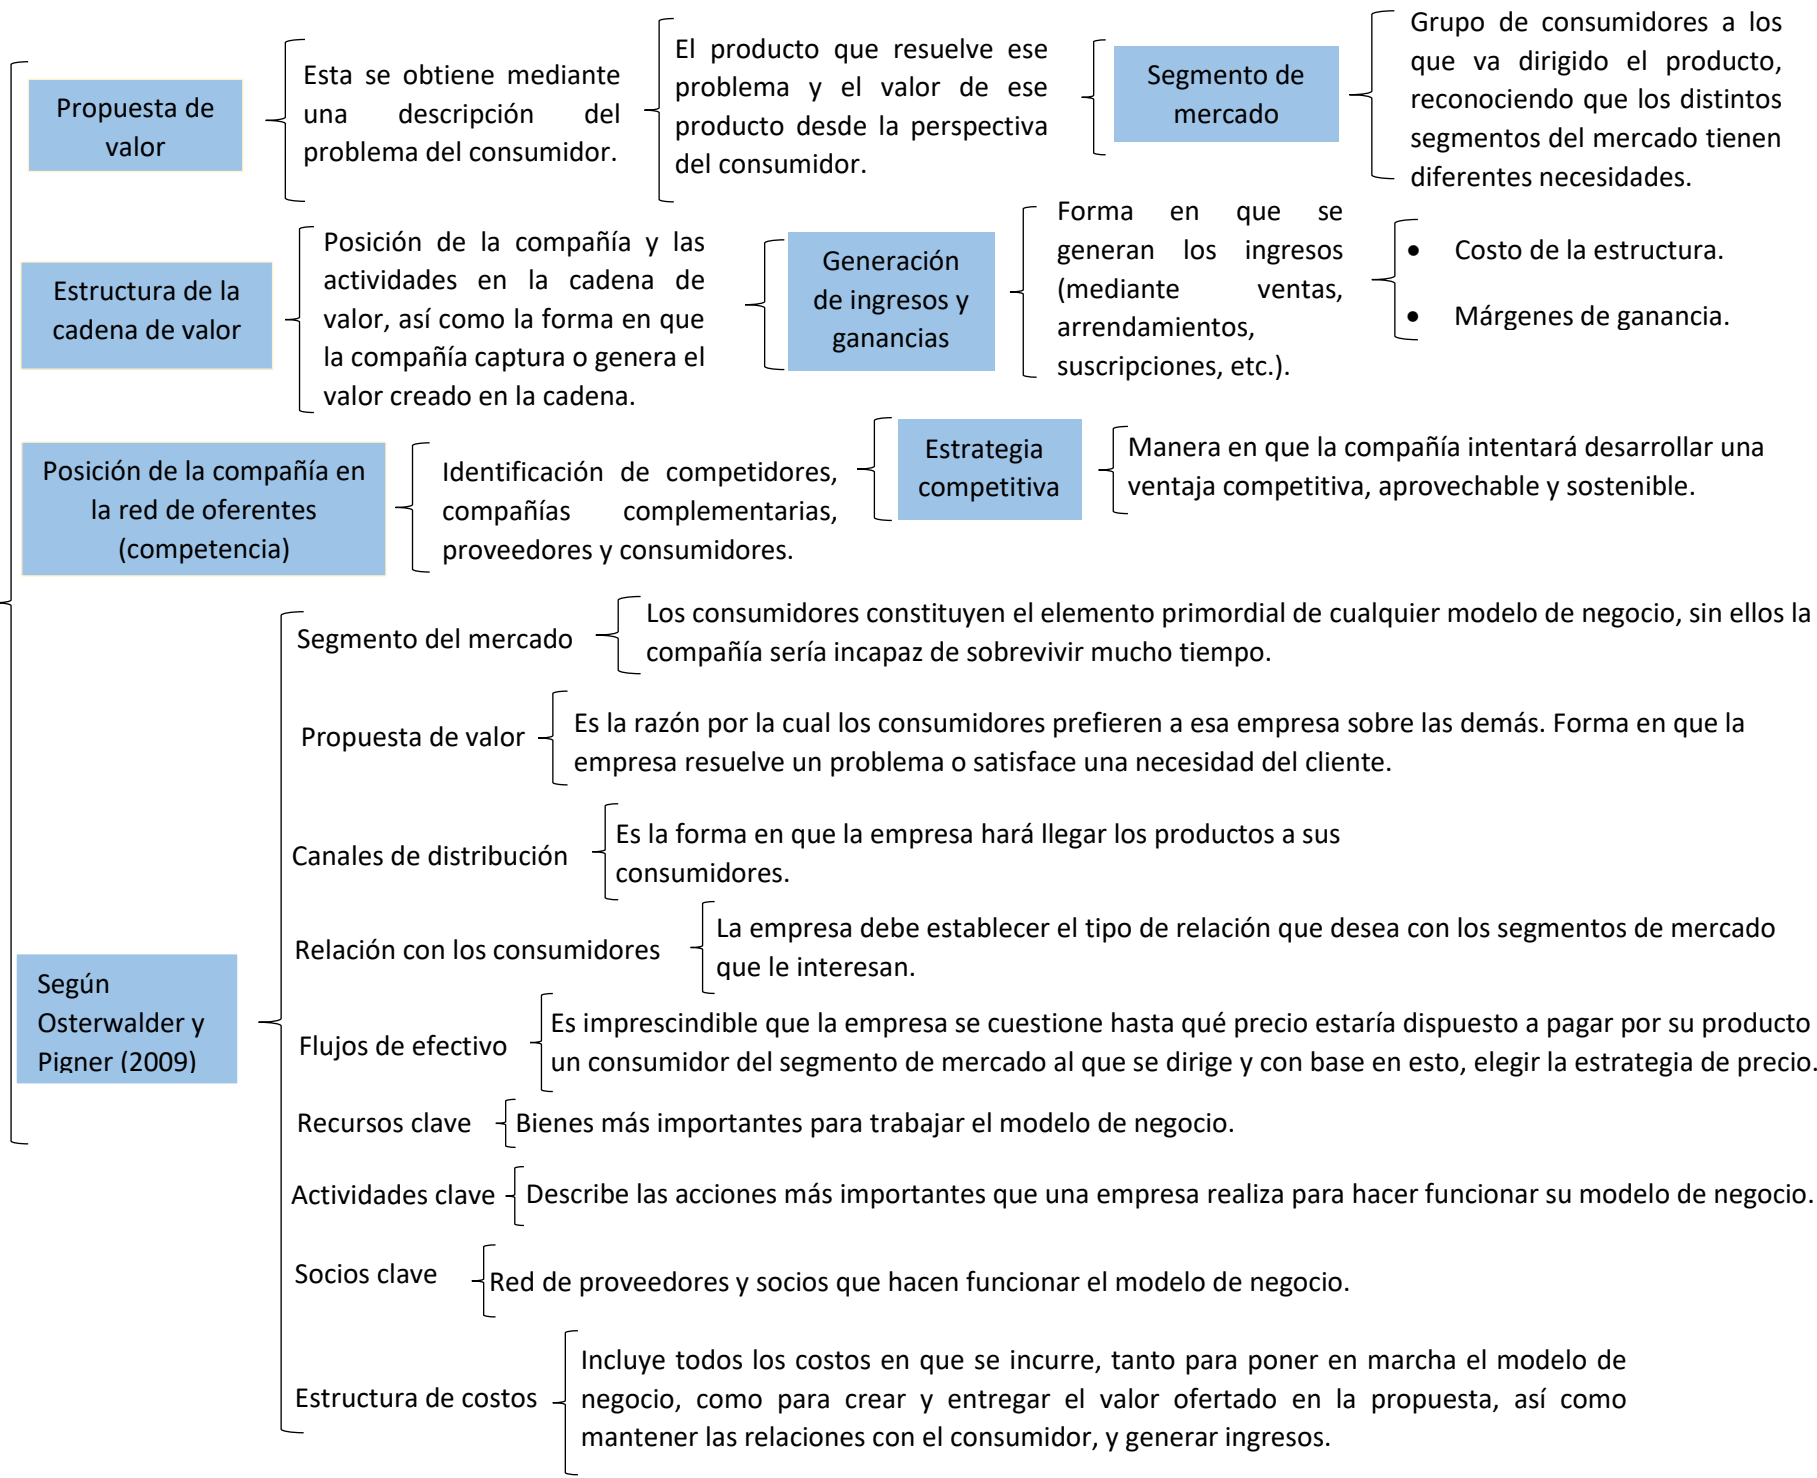 Propuesta de
valor
Esta se obtiene mediante
una descripción del
problema del consumidor.
El producto que resuelve ese
problema y el valor de ese
producto desde la perspectiva
del consumidor.
Segmento de
mercado
Grupo de consumidores a los
que va dirigido el producto,
reconociendo que los distintos
segmentos del mercado tienen
diferentes necesidades.
Estructura de la
cadena de valor
Posición de la compañía y las
actividades en la cadena de
valor, así como la forma en que
la compañía captura o genera el
valor creado en la cadena.
Generación
de ingresos y
ganancias
Forma en que se
generan los ingresos
(mediante ventas,
arrendamientos,
suscripciones, etc.).
• Costo de la estructura.
• Márgenes de ganancia.
Posición de la compañía en
la red de oferentes
(competencia)
Identificación de competidores,
compañías complementarias,
proveedores y consumidores.
Estrategia
competitiva
Manera en que la compañía intentará desarrollar una
ventaja competitiva, aprovechable y sostenible.
Según
Osterwalder y
Pigner (2009)
Segmento del mercado
Los consumidores constituyen el elemento primordial de cualquier modelo de negocio, sin ellos la
compañía sería incapaz de sobrevivir mucho tiempo.
Propuesta de valor
Es la razón por la cual los consumidores prefieren a esa empresa sobre las demás. Forma en que la
empresa resuelve un problema o satisface una necesidad del cliente.
Canales de distribución
Es la forma en que la empresa hará llegar los productos a sus
consumidores.
Relación con los consumidores
La empresa debe establecer el tipo de relación que desea con los segmentos de mercado
que le interesan.
Flujos de efectivo
Es imprescindible que la empresa se cuestione hasta qué precio estaría dispuesto a pagar por su producto
un consumidor del segmento de mercado al que se dirige y con base en esto, elegir la estrategia de precio.
Recursos clave
Bienes más importantes para trabajar el modelo de negocio.
Actividades clave
Describe las acciones más importantes que una empresa realiza para hacer funcionar su modelo de negocio.
Socios clave
Red de proveedores y socios que hacen funcionar el modelo de negocio.
Estructura de costos
Incluye todos los costos en que se incurre, tanto para poner en marcha el modelo de
negocio, como para crear y entregar el valor ofertado en la propuesta, así como
mantener las relaciones con el consumidor, y generar ingresos.